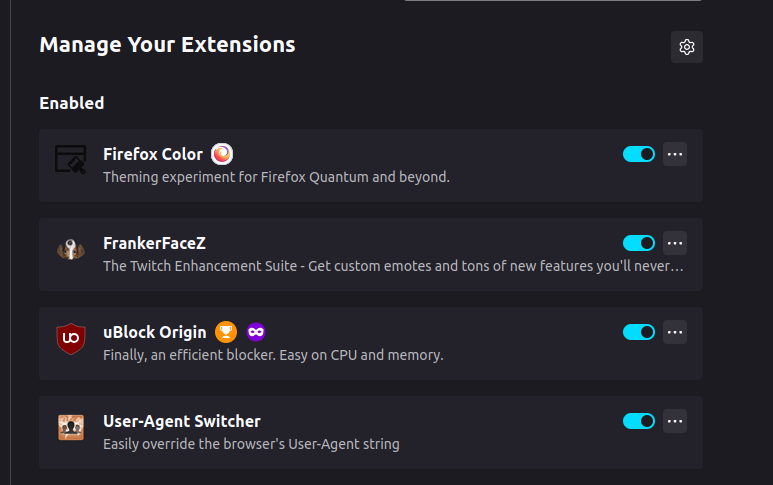 Manage Your Extensions
Enabled
Firefox Color
Theming experiment for Firefox Quantum and beyond.
FrankerFaceZ
The Twitch Enhancement Suite - Get custom emotes and tons of new features you'll never…
uBlock Origin
Finally, an efficient blocker. Easy on CPU and memory.
User-Agent Switcher
Easily override the browser's User-Agent string